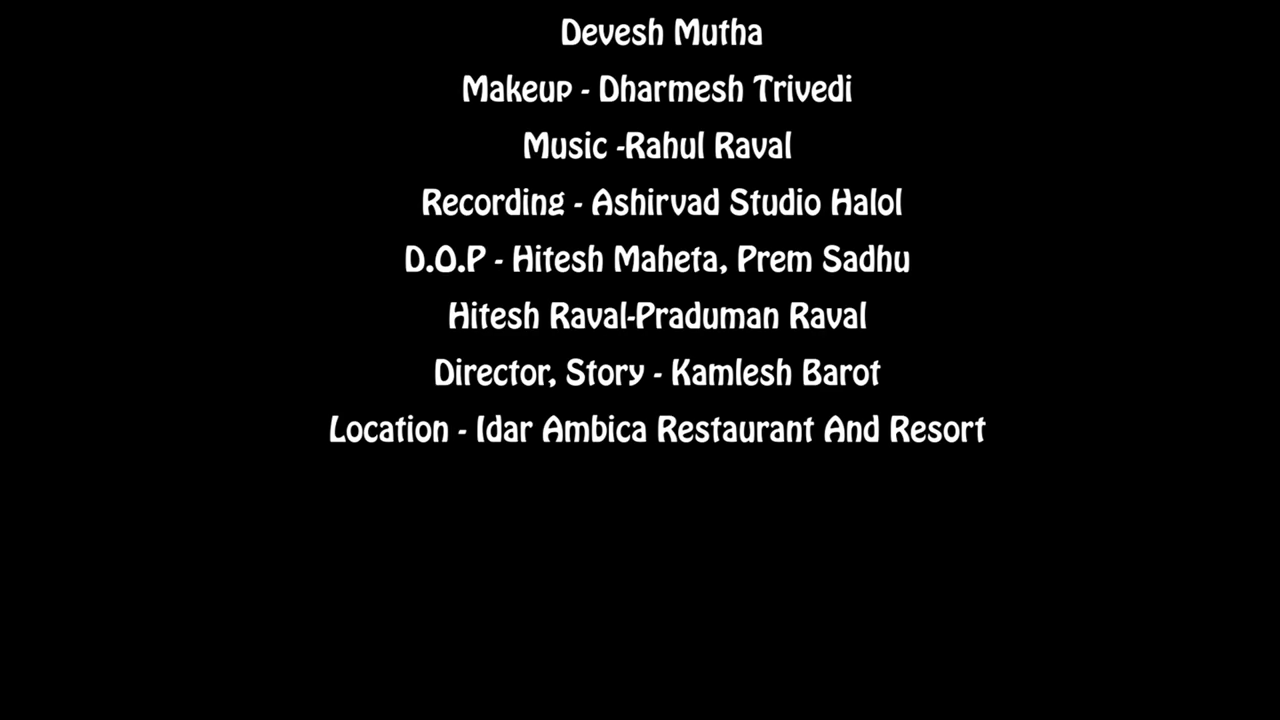 Devesh Mutha
Makeup - Dharmesh Trivedi
Music -Rahul Raval
Recording - Ashirvad Studio Halol
D.O.P - Hitesh Maheta, Prem Sadhu
Hitesh Raval-Praduman Raval
Director, Story - Kamlesh Barot
Location - Idar Ambica Restaurant And Resort